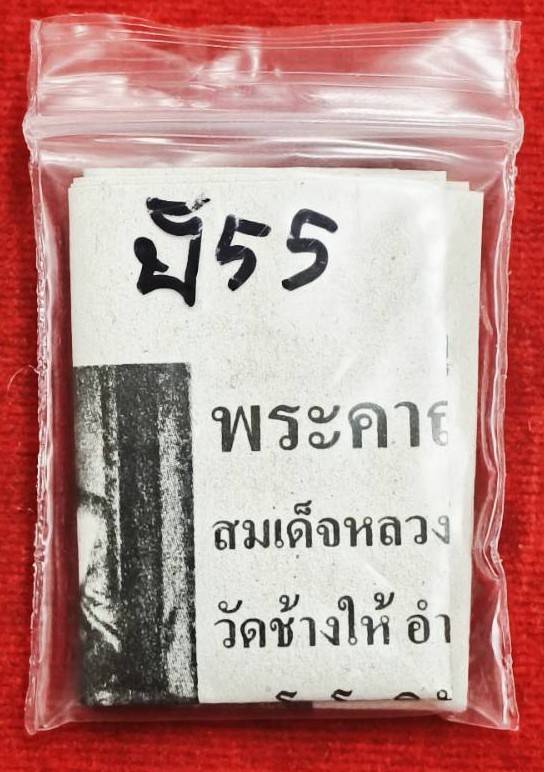 ปี55
พระคาถ
สมเด็จหลวง
วัดช้างให้ อำ